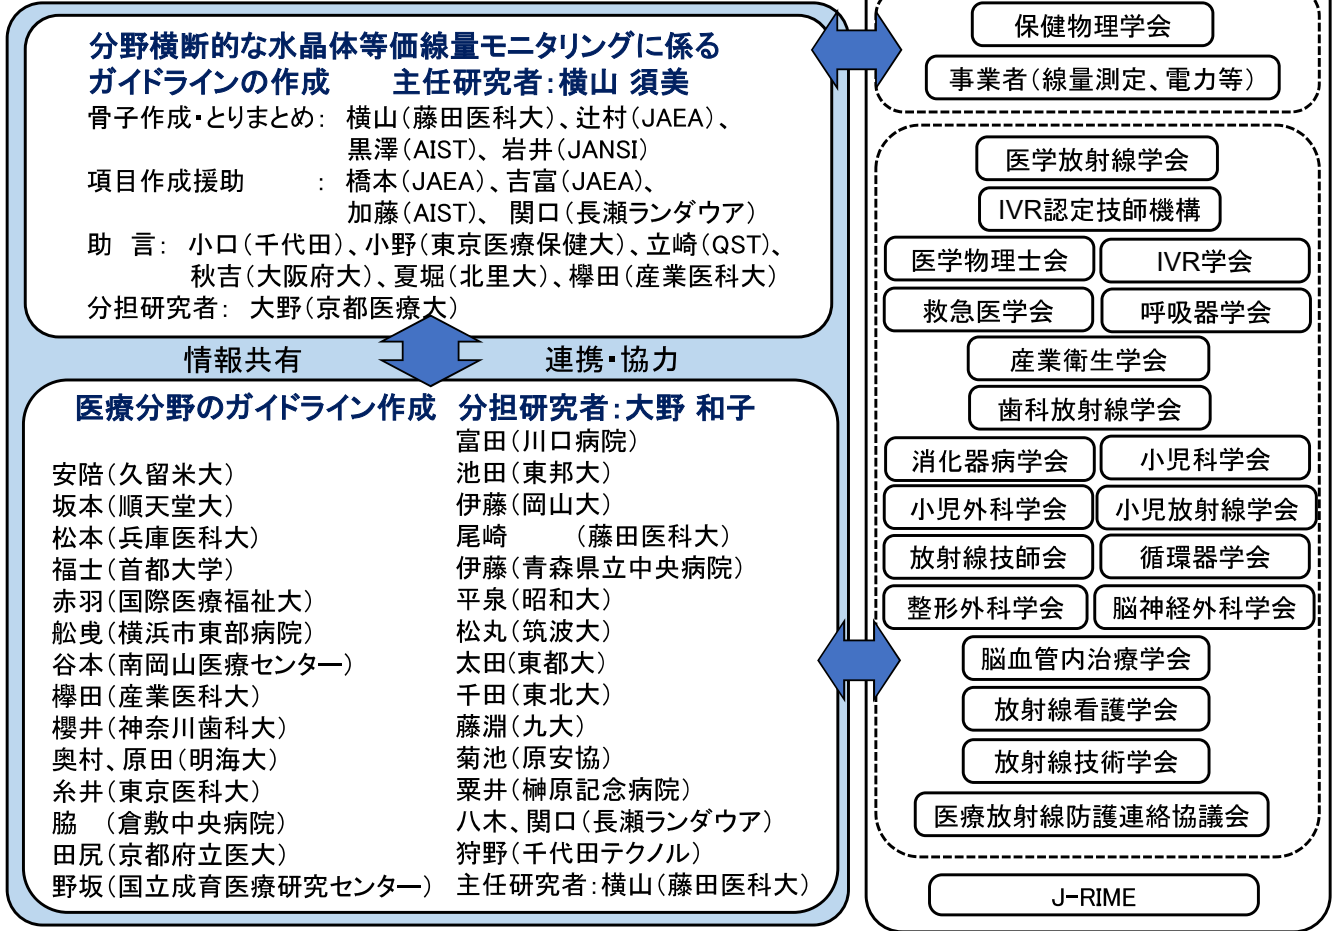 分野横断的な水晶体等価線量モニタリングに係る
ガイドラインの作成 主任研究者：横山 須美
骨子作成・とりまとめ： 横山（藤田医科大）、辻村（JAEA）、
黒澤（AIST）、岩井（JANSI）
項目作成援助 ： 橋本（JAEA）、吉富（JAEA）、
加藤（AIST）、関口（長瀬ランダウア）
助 言： 小口（千代田）、小野（東京医療保健大）、立崎（QST）、
秋吉（大阪府大）、夏堀（北里大）、欅田（産業医科大）
分担研究者： 大野（京都医療大）
情報共有 連携・協力
医療分野のガイドライン作成 分担研究者：大野 和子
安陪（久留米大）
坂本（順天堂大）
松本（兵庫医科大）
福士（首都大学）
赤羽（国際医療福祉大）
舩曵（横浜市東部病院）
谷本（南岡山医療センター）
欅田（産業医科大）
櫻井（神奈川歯科大）
奥村、原田（明海大）
糸井（東京医科大）
脇 （倉敷中央病院）
田尻（京都府立医大）
野坂（国立成育医療研究センター）
富田（川口病院）
池田（東邦大）
伊藤（岡山大）
尾崎 （藤田医科大）
伊藤（青森県立中央病院）
平泉（昭和大）
松丸（筑波大）
太田（東都大）
千田（東北大）
藤淵（九大）
菊池（原安協）
粟井（榊原記念病院）
八木、関口（長瀬ランダウア）
狩野（千代田テクノル）
主任研究者：横山（藤田医科大）
保健物理学会
事業者（線量測定、電力等）
医学放射線学会
IVR認定技師機構
医学物理士会 IVR学会
救急医学会 呼吸器学会
産業衛生学会
歯科放射線学会
消化器病学会 小児科学会
小児外科学会 小児放射線学会
放射線技師会 循環器学会
整形外科学会 脳神経外科学会
脳血管内治療学会
放射線看護学会
放射線技術学会
医療放射線防護連絡協議会
J-RIME